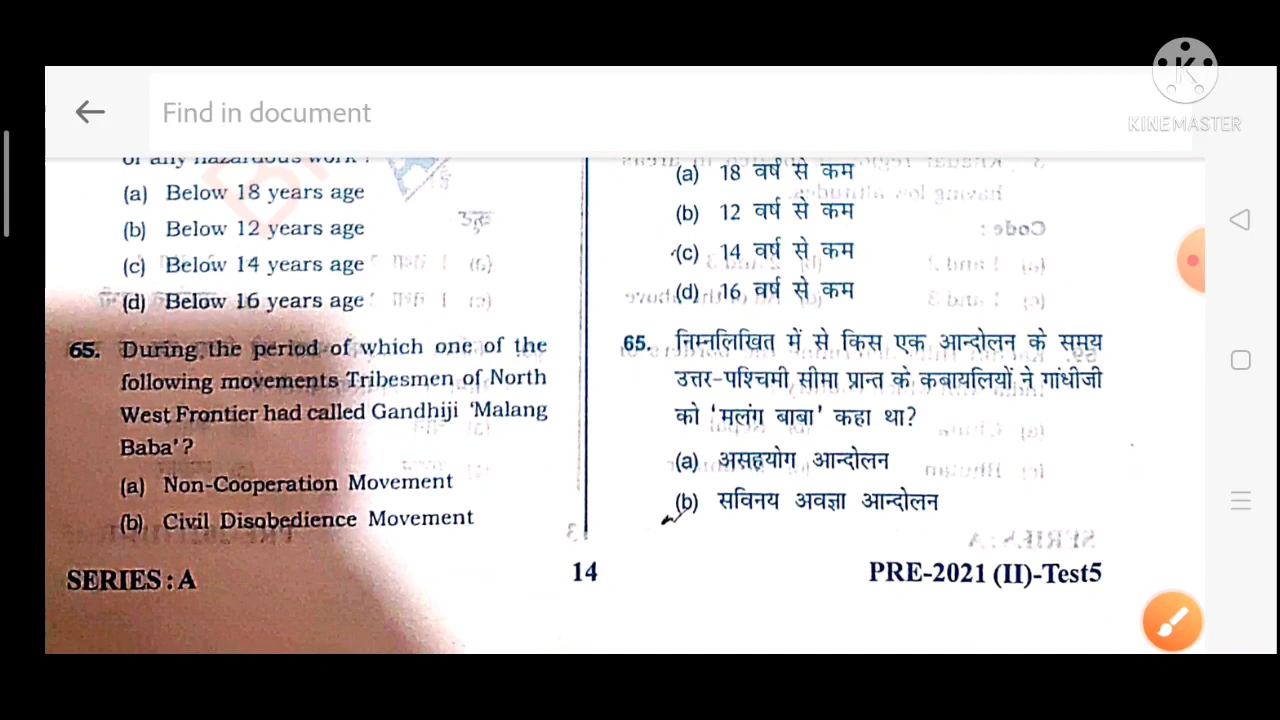 Find in document
KINEMASTER
of any hazardous work ?
(a) Below 18 years age
(b) Below 12 years age
(c) Below 14 years age
(d) Below 16 years age
65. During the period of which one of the
following movements Tribesmen of North
West Frontier had called Gandhiji 'Malang
Baba'?
(a) Non-Cooperation Movement
(b) Civil Disobedience Movement
(a) 18 वर्ष से कम
(b) 12 वर्ष से कम
(c) 14 वर्ष से कम
(d) 16 वर्ष से कम
65. निम्नलिखित में से किस एक आन्दोलन के समय
उत्तर-पश्चिमी सीमा प्रान्त के कबायलियों ने गांधीजी
को 'मलंग बाबा' कहा था?
(a) असहयोग आन्दोलन
(b) सविनय अवज्ञा आन्दोलन
SERIES : A
14
PRE-2021 (II)-Test5